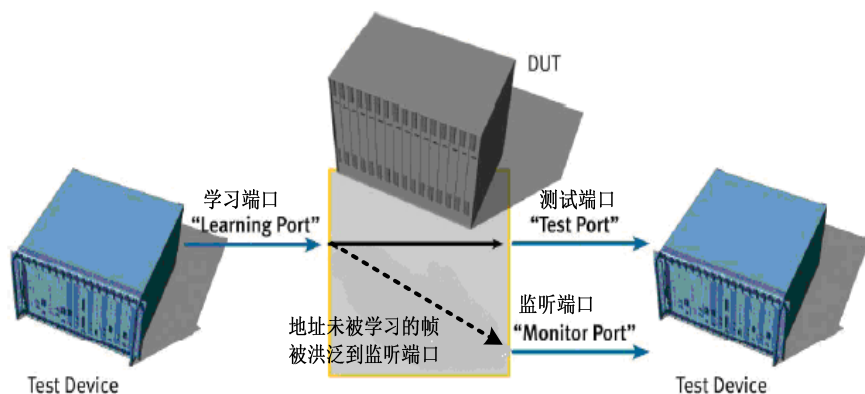 DUT
学习端口
“Learning Port”
测试端口
“Test Port”
地址未被学习的帧
被洪泛到监听端口
监听端口
“Monitor Port”
Test Device
Test Device